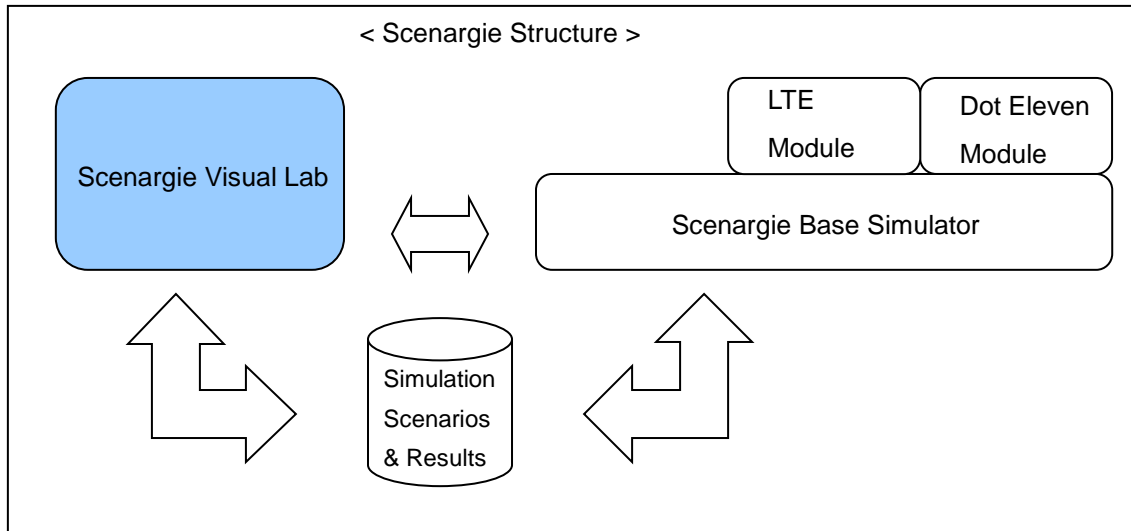 < Scenargie Structure >
LTE
Module
Dot Eleven
Module
Scenargie Visual Lab
Scenargie Base Simulator
Simulation
Scenarios
& Results